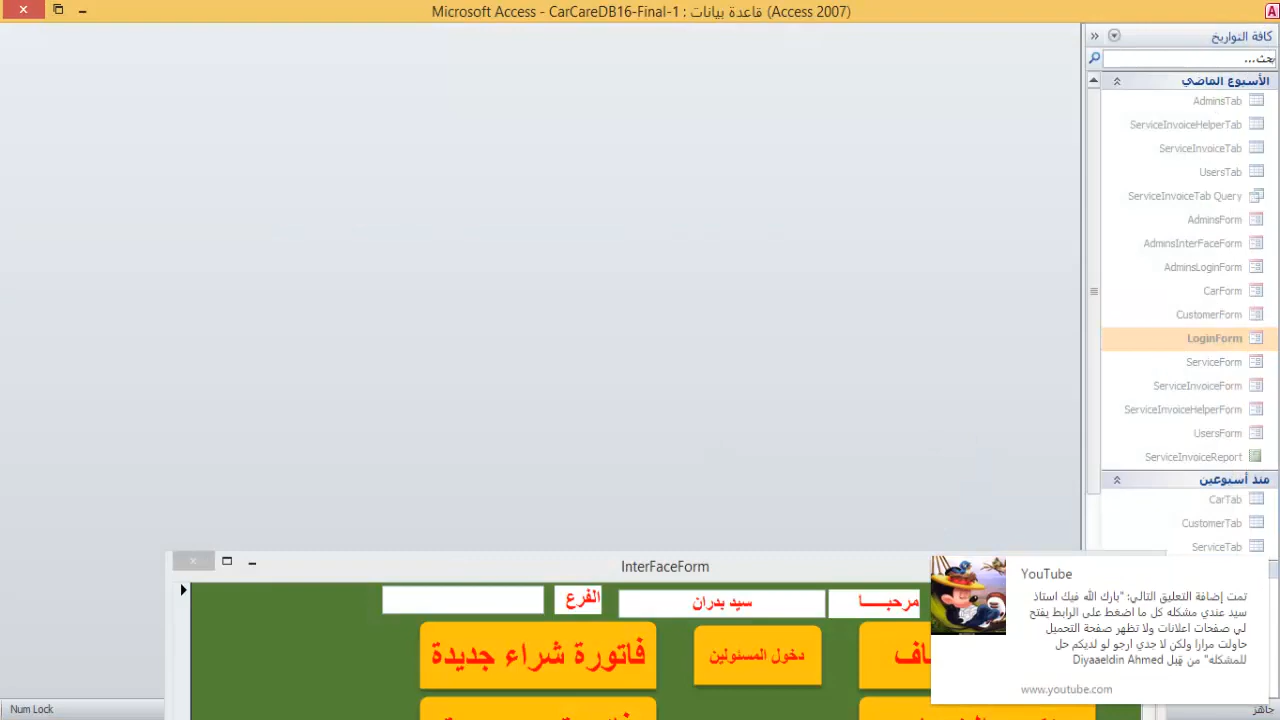 Microsoft Access - CarCareDB16-Final-1 : قاعدة بيانات (Access 2007)
كافة التواريخ
بحث...
الأسبوع الماضي
AdminsTab
ServiceInvoiceHelperTab
ServiceInvoiceTab
UsersTab
ServiceInvoiceTab Query
AdminsForm
AdminsInterFaceForm
AdminsLoginForm
CarForm
CustomerForm
LoginForm
ServiceForm
ServiceInvoiceForm
ServiceInvoiceHelperForm
UsersForm
ServiceInvoiceReport
منذ أسبوعين
CarTab
CustomerTab
ServiceTab
InterFaceForm
مرحبـــا
سيد بدران
الفرع
دخول المسئولين
فاتورة شراء جديدة
YouTube
تمت إضافة التعليق التالي: "بارك الله فيك استاذ
سيد عندي مشكله كل ما اضغط على الرابط يفتح
لي صفحات اعلانات ولا تظهر صفحة التحميل
حاولت مرارا ولكن لا جدي ارجو لو لديكم حل
للمشكله" من قبل Diyaaeldin Ahmed
www.youtube.com
Num Lock
جاهز